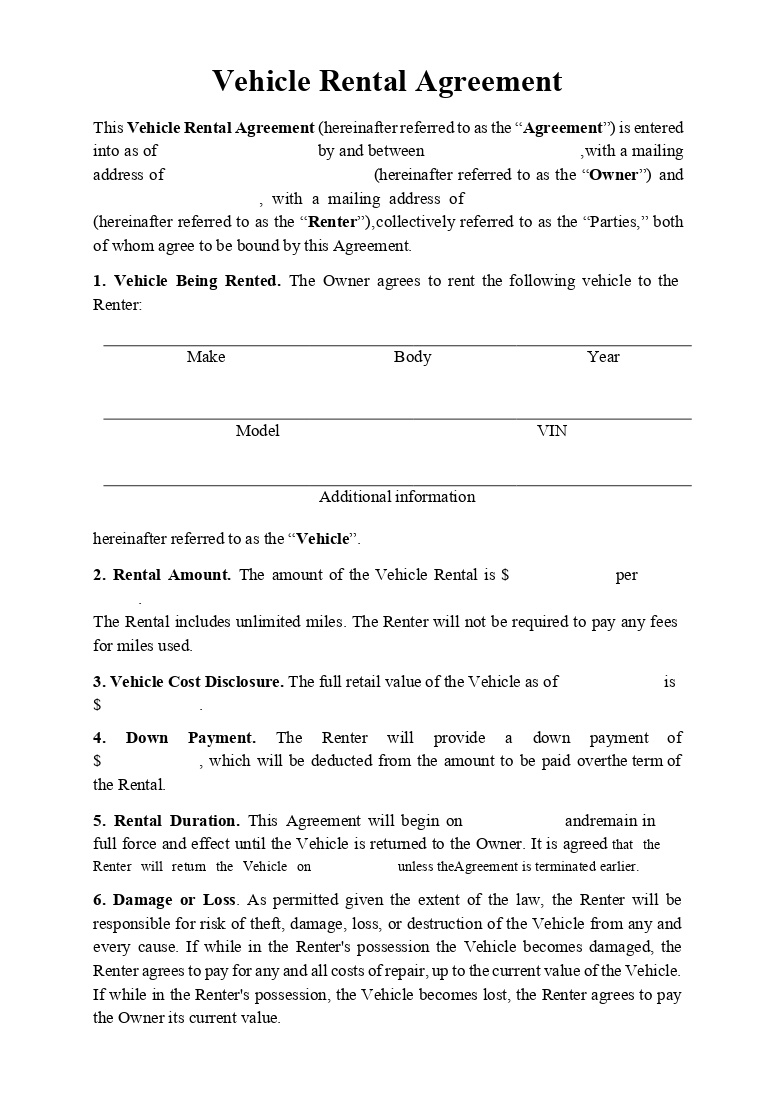 Vehicle Rental Agreement
This Vehicle Rental Agreement (hereinafter referred to as the “Agreement”) is entered
into as of by and between ,with a mailing
address of (hereinafter referred to as the “Owner”) and
, with a mailing address of
(hereinafter referred to as the “Renter”),collectively referred to as the “Parties,” both
of whom agree to be bound by this Agreement.
1. Vehicle Being Rented. The Owner agrees to rent the following vehicle to the
Renter:
Make Body Year
Model VIN
Additional information
hereinafter referred to as the “Vehicle”.
2. Rental Amount. The amount of the Vehicle Rental is $ per
.
The Rental includes unlimited miles. The Renter will not be required to pay any fees
for miles used.
3. Vehicle Cost Disclosure. The full retail value of the Vehicle as of is
$ .
4. Down Payment. The Renter will provide a down payment of
$ , which will be deducted from the amount to be paid overthe term of
the Rental.
5. Rental Duration. This Agreement will begin on andremain in
full force and effect until the Vehicle is returned to the Owner. It is agreed that the
Renter will return the Vehicle on unless theAgreement is terminated earlier.
6. Damage or Loss. As permitted given the extent of the law, the Renter will be
responsible for risk of theft, damage, loss, or destruction of the Vehicle from any and
every cause. If while in the Renter's possession the Vehicle becomes damaged, the
Renter agrees to pay for any and all costs of repair, up to the current value of the Vehicle.
If while in the Renter's possession, the Vehicle becomes lost, the Renter agrees to pay
the Owner its current value.